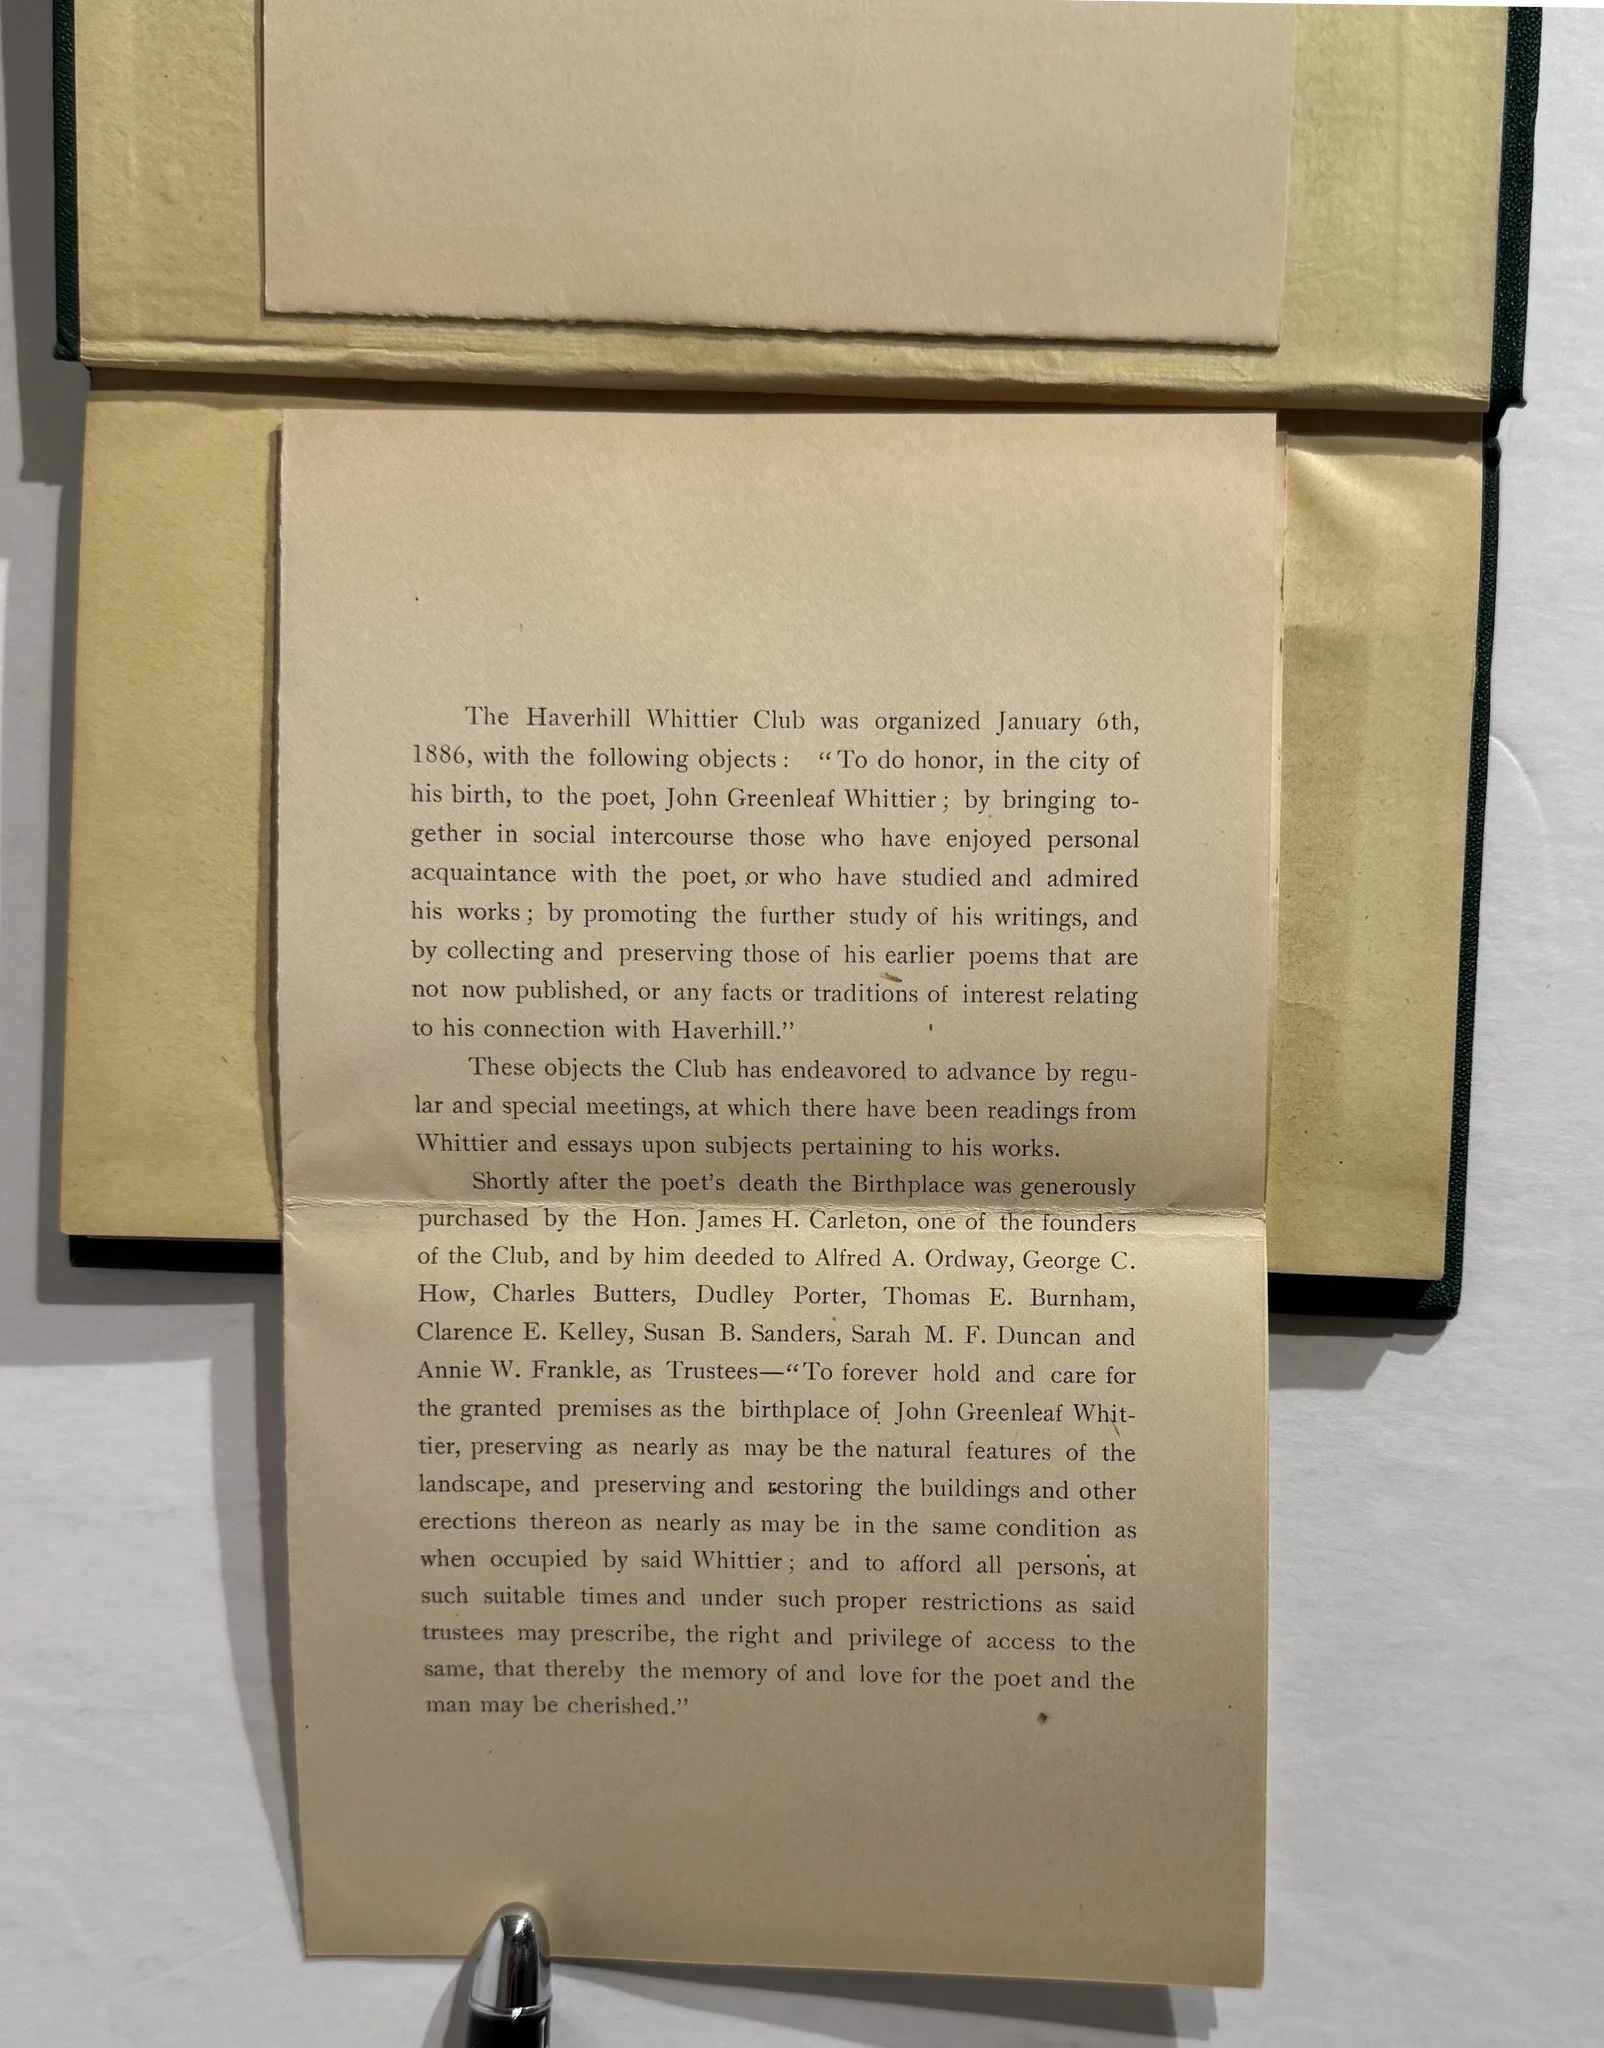 The Haverhill Whittier Club was organized January 6th,
1886, with the following objects : “ To do honor, in the city of
his birth, to the poet, John Greenleaf Whittier ; by bringing to-
gether in social intercourse those who have enjoyed personal
acquaintance with the poet, or who have studied and admired
his works ; by promoting the further study of his writings, and
by collecting and preserving those of his earlier poems that are
not now published, or any facts or traditions of interest relating
to his connection with Haverhill.”
These objects the Club has endeavored to advance by regu-
lar and special meetings, at which there have been readings from
Whittier and essays upon subjects pertaining to his works.
Shortly after the poet’s death the Birthplace was generously
purchased by the Hon. James H. Carleton, one of the founders
of the Club, and by him deeded to Alfred A. Ordway, George C.
How, Charles Butters, Dudley Porter, Thomas E. Burnham,
Clarence E. Kelley, Susan B. Sanders, Sarah M. F. Duncan and
Annie W. Frankle, as Trustees—“To forever hold and care for
the granted premises as the birthplace of John Greenleaf Whit-
tier, preserving as nearly as may be the natural features of the
landscape, and preserving and restoring the buildings and other
erections thereon as nearly as may be in the same condition as
when occupied by said Whittier ; and to afford all persons, at
such suitable times and under such proper restrictions as said
trustees may prescribe, the right and privilege of access to the
same, that thereby the memory of and love for the poet and the
man may be cherished.”